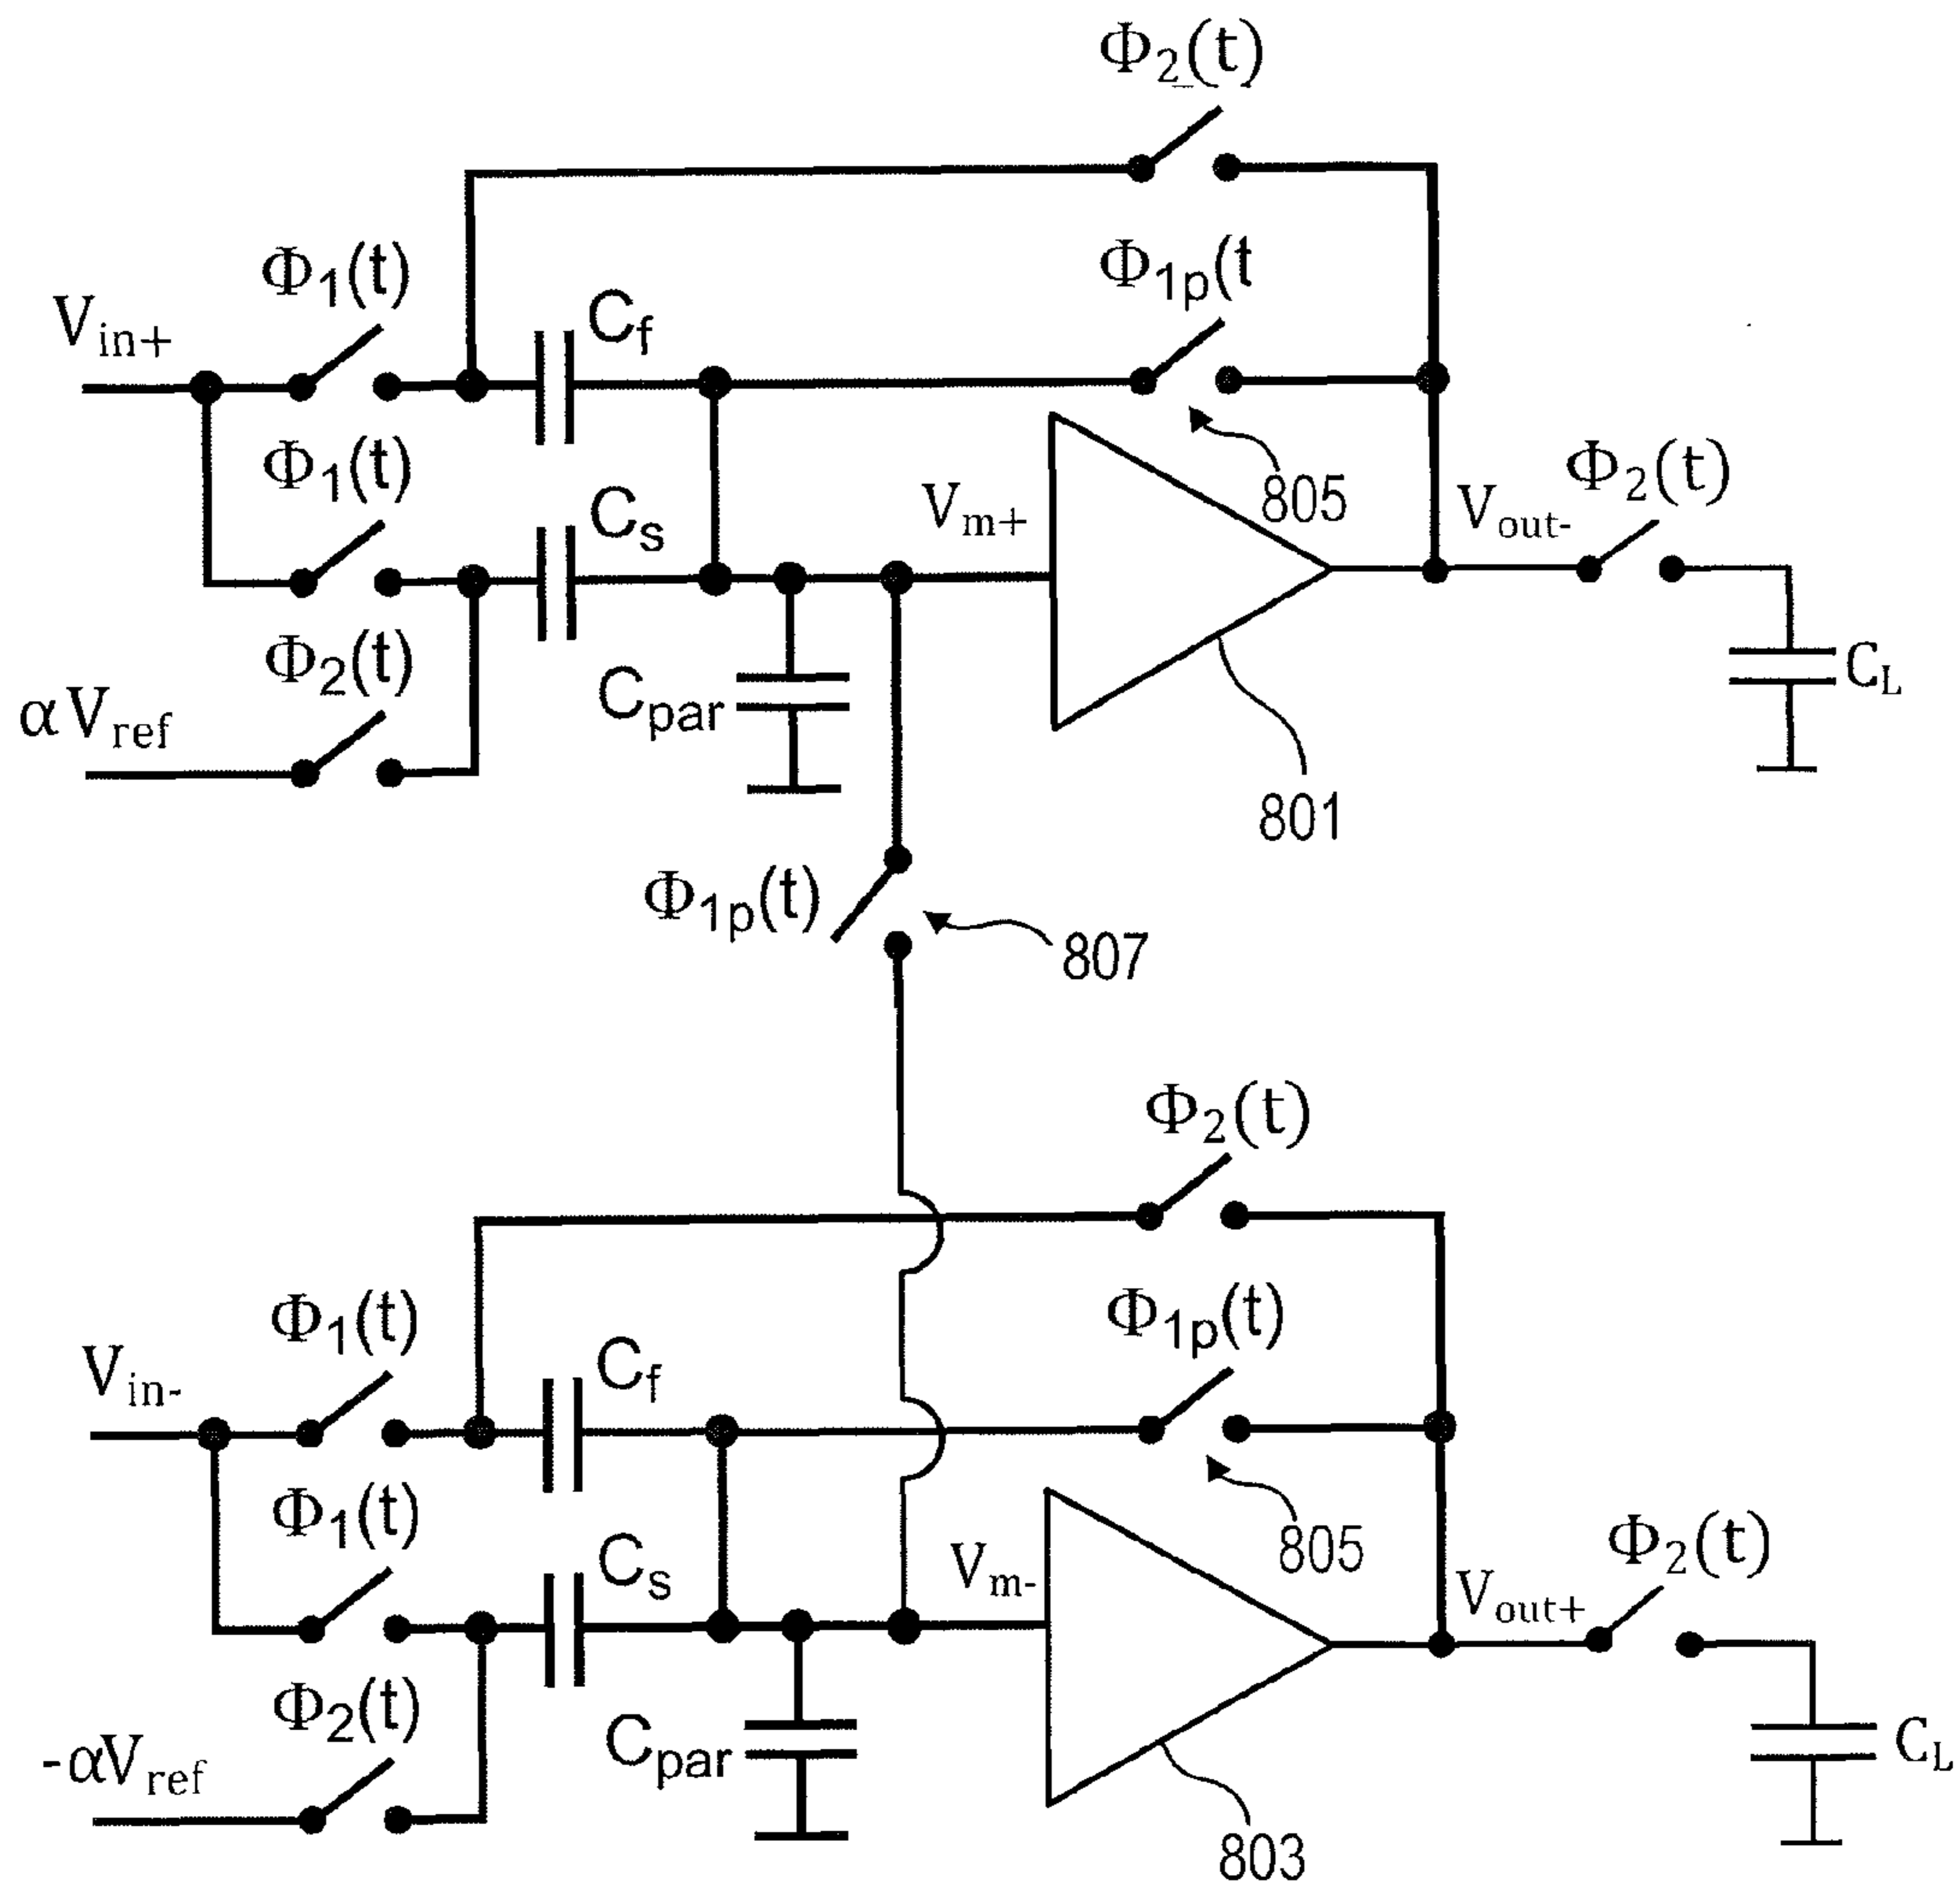 Φ2(t)
Φ1p(t
Φ1(t)
Vin+
Cf
805
Φ1(t)
Cs
Vm+
Vout-
Φ2(t)
Φ2(t)
αVref
Cpar
CL
801
Φ1p(t)
807
Φ2(t)
Φ1p(t)
Φ1(t)
Vin-
Cf
805
Φ1(t)
Cs
Vm-
Vout+
Φ2(t)
Φ2(t)
-αVref
Cpar
CL
803